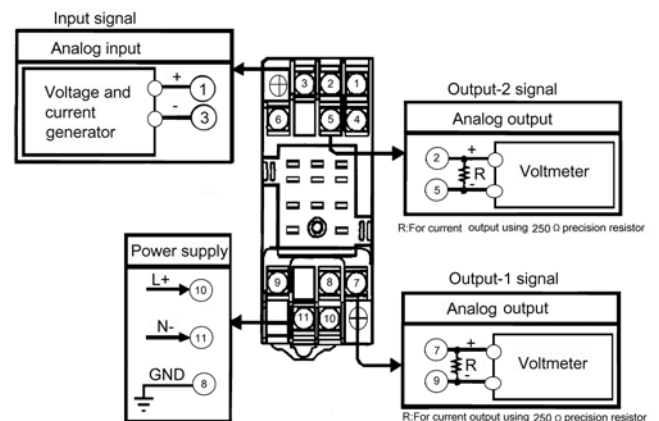 Input signal
Analog input
Voltage and
current
generator
+
1
-
3
3
2
1
6
5
4
Output-2 signal
Analog output
2
+
R
5
-
Voltmeter
R:For current output using 250 Ω precision resistor
Power supply
L+
10
N-
11
GND
8
9
8
7
11
10
Output-1 signal
Analog output
7
+
R
9
-
Voltmeter
R:For current output using 250 Ω precision resistor